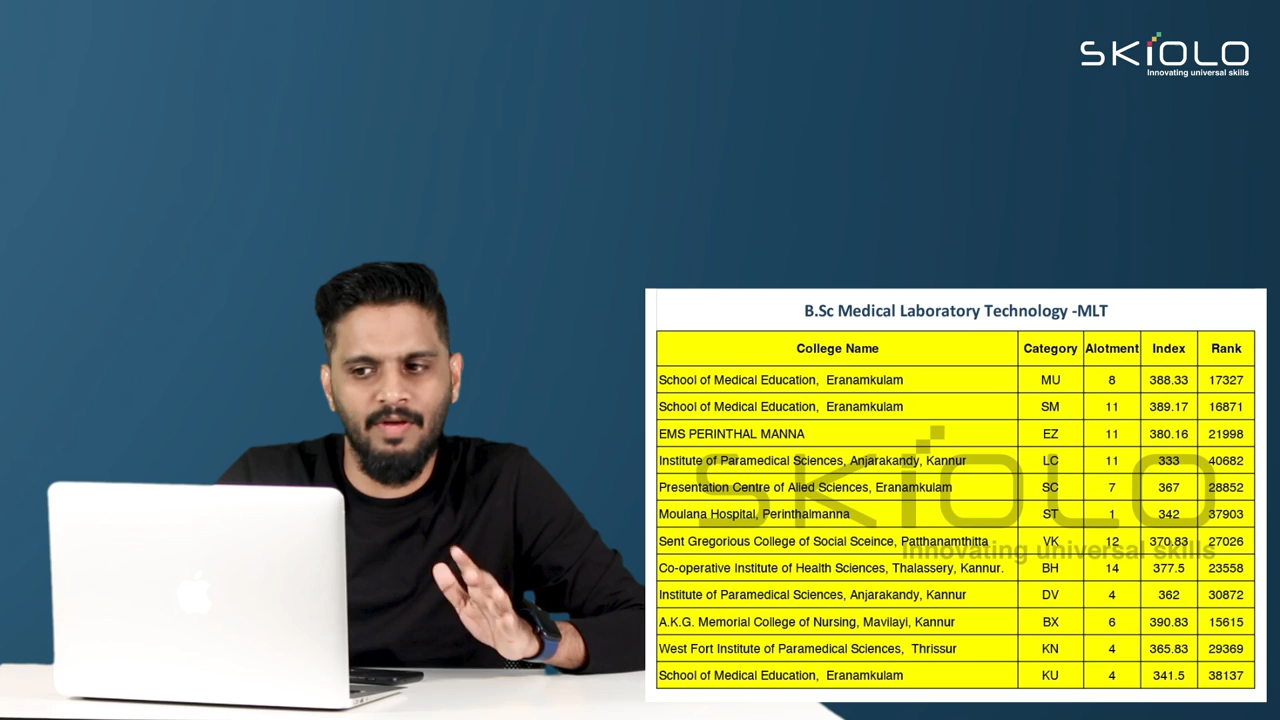 SKiOLO
Innovating universal skills
B.Sc Medical Laboratory Technology -MLT
College Name Category Alotment Index Rank
School of Medical Education, Eranamkulam MU 8 388.33 17327
School of Medical Education, Eranamkulam SM 11 389.17 16871
EMS PERINTHAL MANNA EZ 11 380.16 21998
Institute of Paramedical Sciences, Anjarakandy, Kannur LC 11 333 40682
Presentation Centre of Alied Sciences, Eranamkulam SC 7 367 28852
Moulana Hospital, Perinthalmanna ST 1 342 37903
Sent Gregorious College of Social Sceince, Patthanamthitta VK 12 370.83 27026
Co-operative Institute of Health Sciences, Thalassery, Kannur. BH 14 377.5 23558
Institute of Paramedical Sciences, Anjarakandy, Kannur DV 4 362 30872
A.K.G. Memorial College of Nursing, Mavilayi, Kannur BX 6 390.83 15615
West Fort Institute of Paramedical Sciences, Thrissur KN 4 365.83 29369
School of Medical Education, Eranamkulam KU 4 341.5 38137
SKiOLO
Innovating universal skills